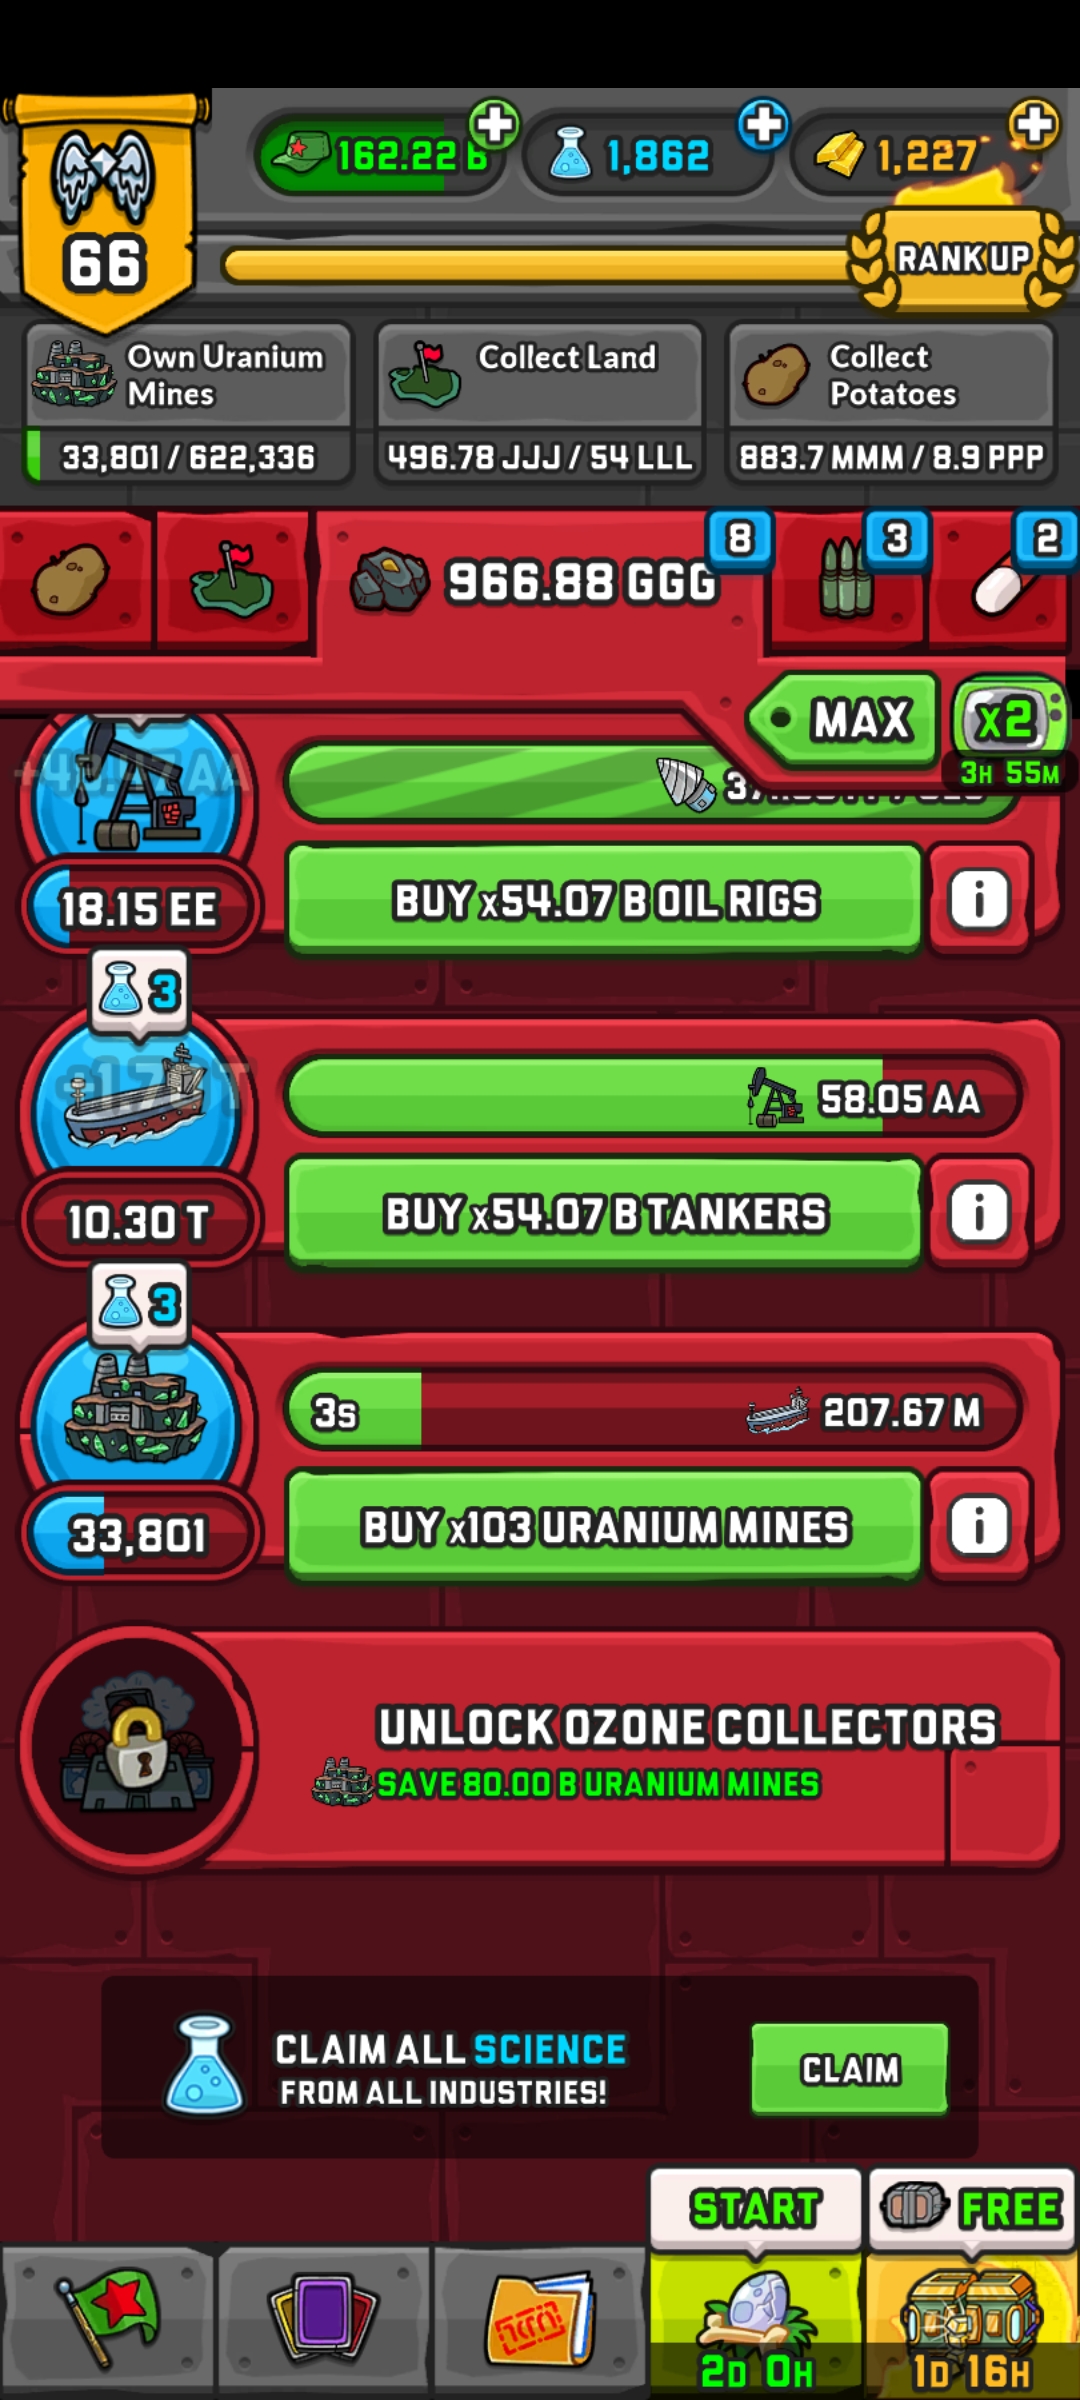 162.22 B
1,862
1,227
66
RANK UP
Own Uranium
Mines
33,801 / 622,336
Collect Land
496.78 JJJ / 54 LLL
Collect
Potatoes
883.7 MMM / 8.9 PPP
966.88 GGG
8
3
2
MAX
x2
3H 55M
18.15 EE
BUY x54.07 B OIL RIGS
i
3
58.05 AA
10.30 T
BUY x54.07 B TANKERS
i
3
3s
207.67 M
33,801
BUY x103 URANIUM MINES
i
UNLOCK OZONE COLLECTORS
SAVE 80.00 B URANIUM MINES
CLAIM ALL SCIENCE
FROM ALL INDUSTRIES!
CLAIM
START
FREE
2D 0H
1D 16H